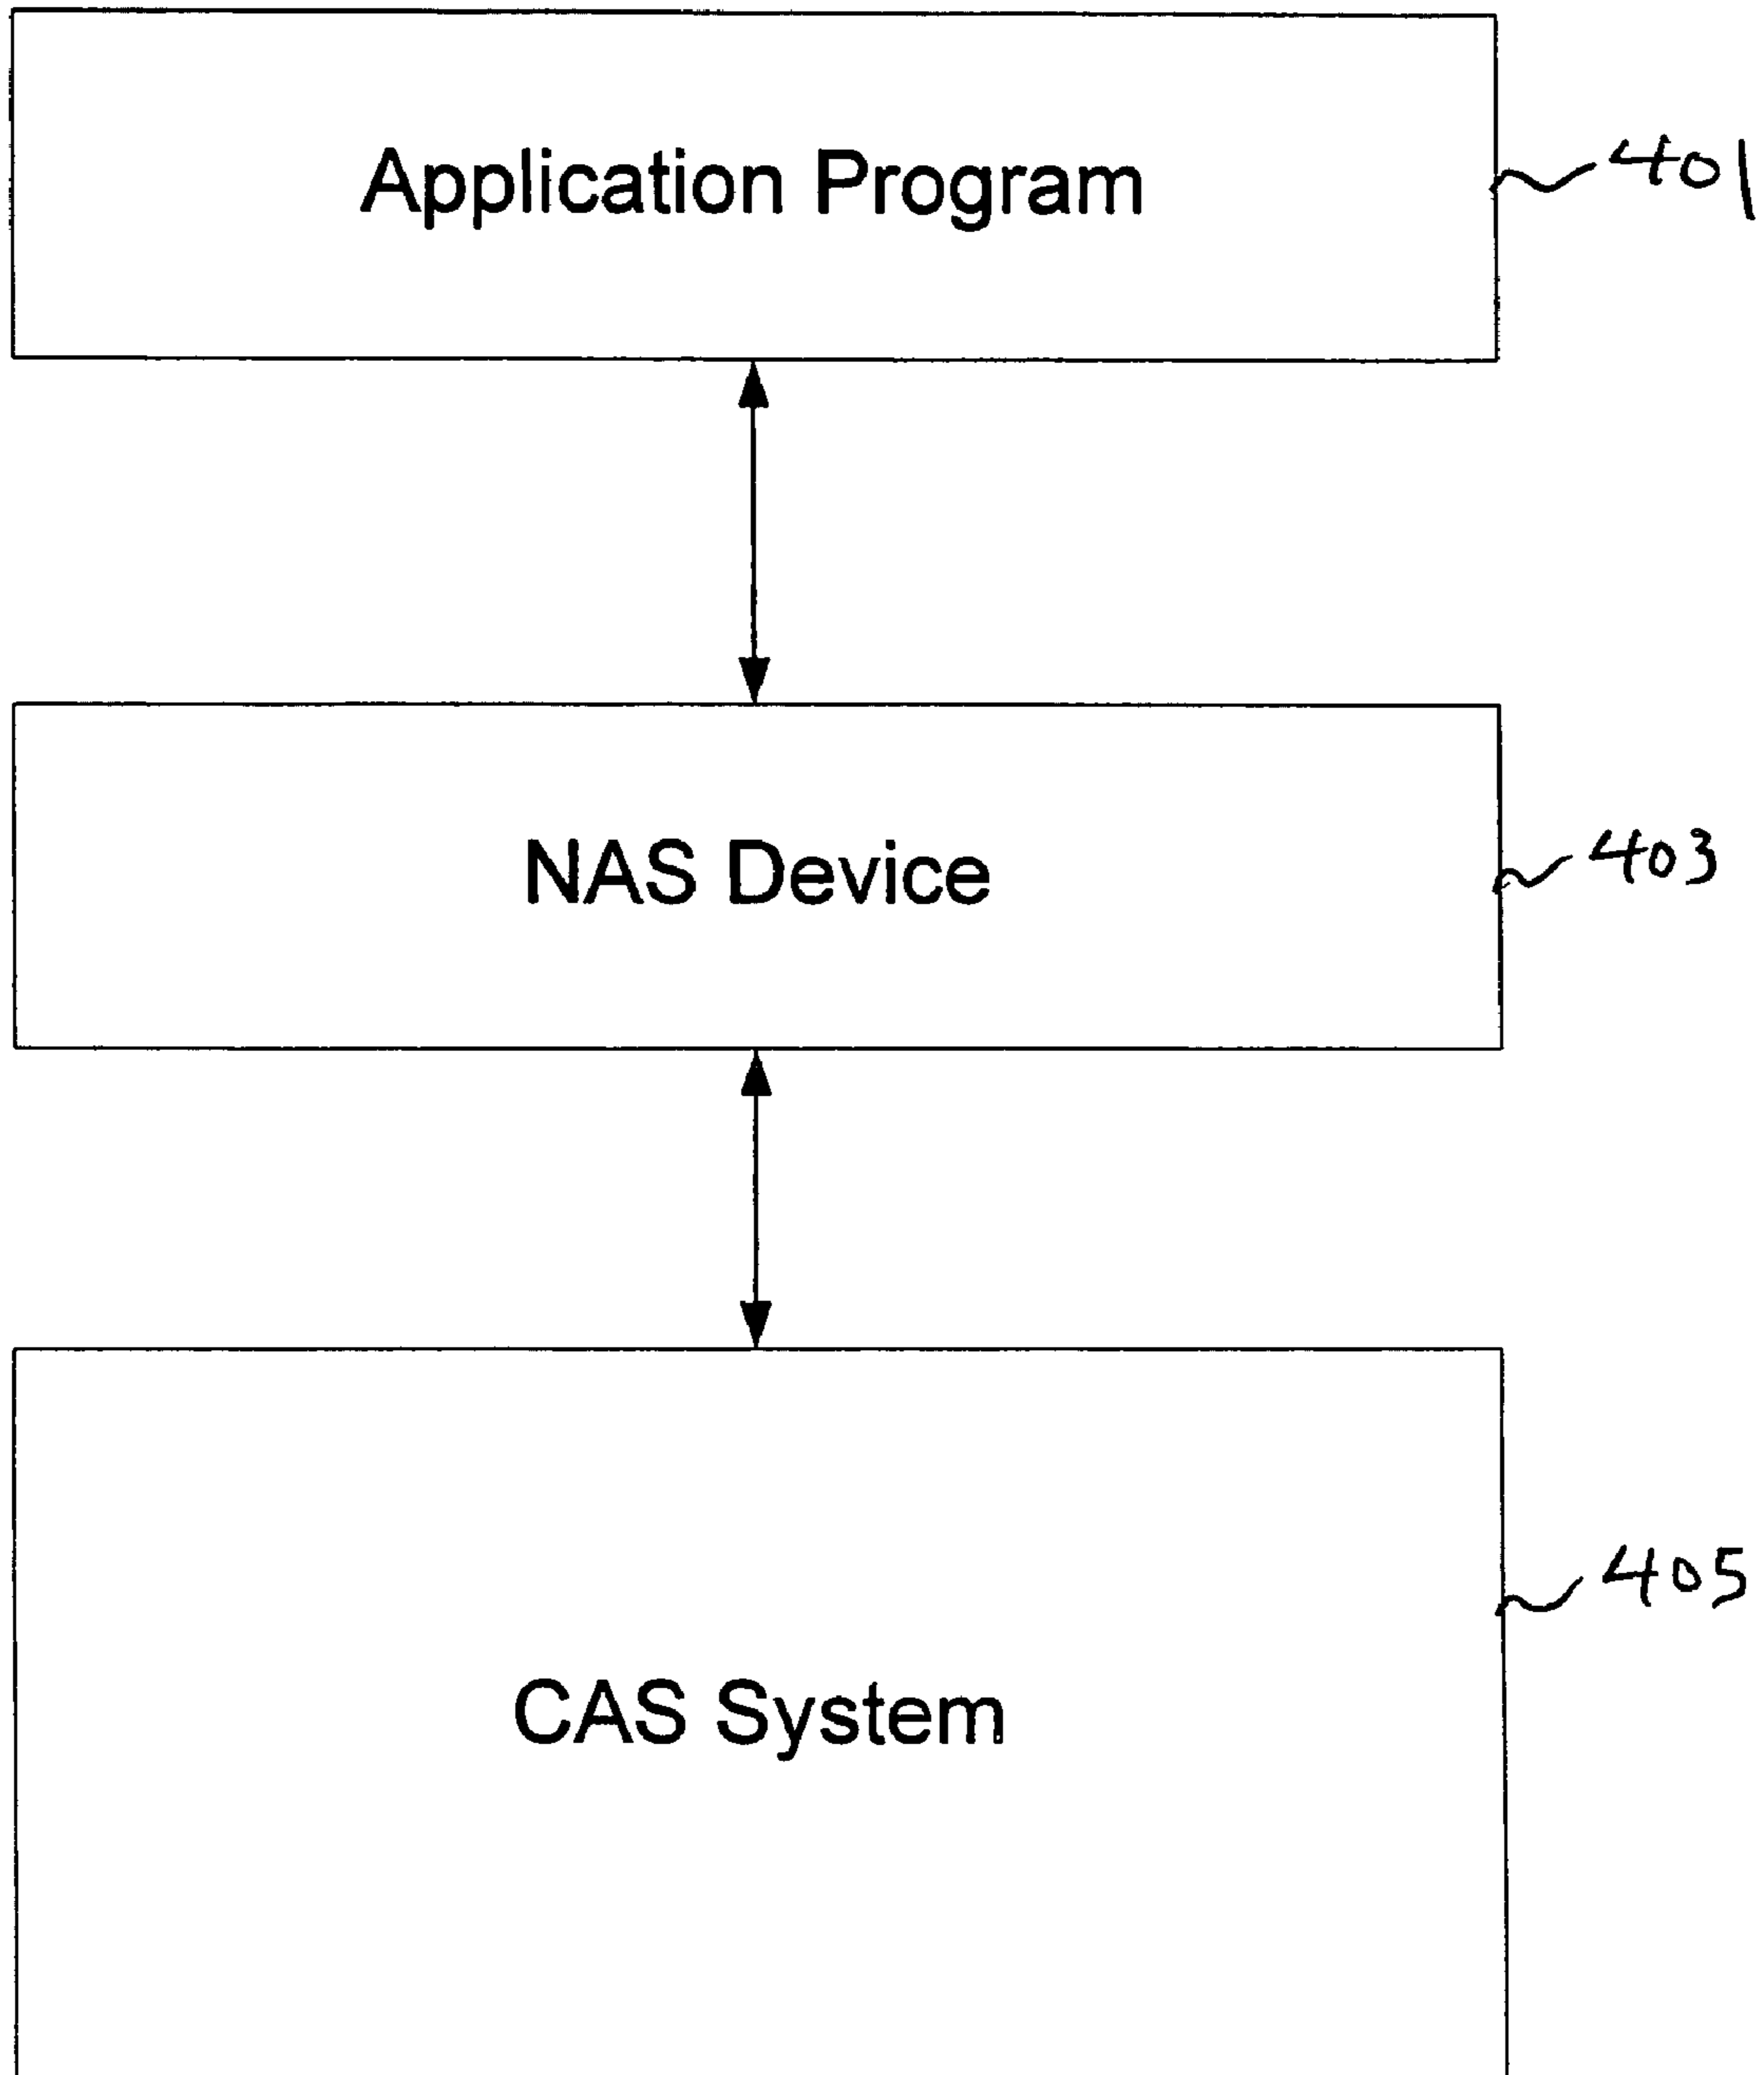 Application Program
401
NAS Device
403
CAS System
405